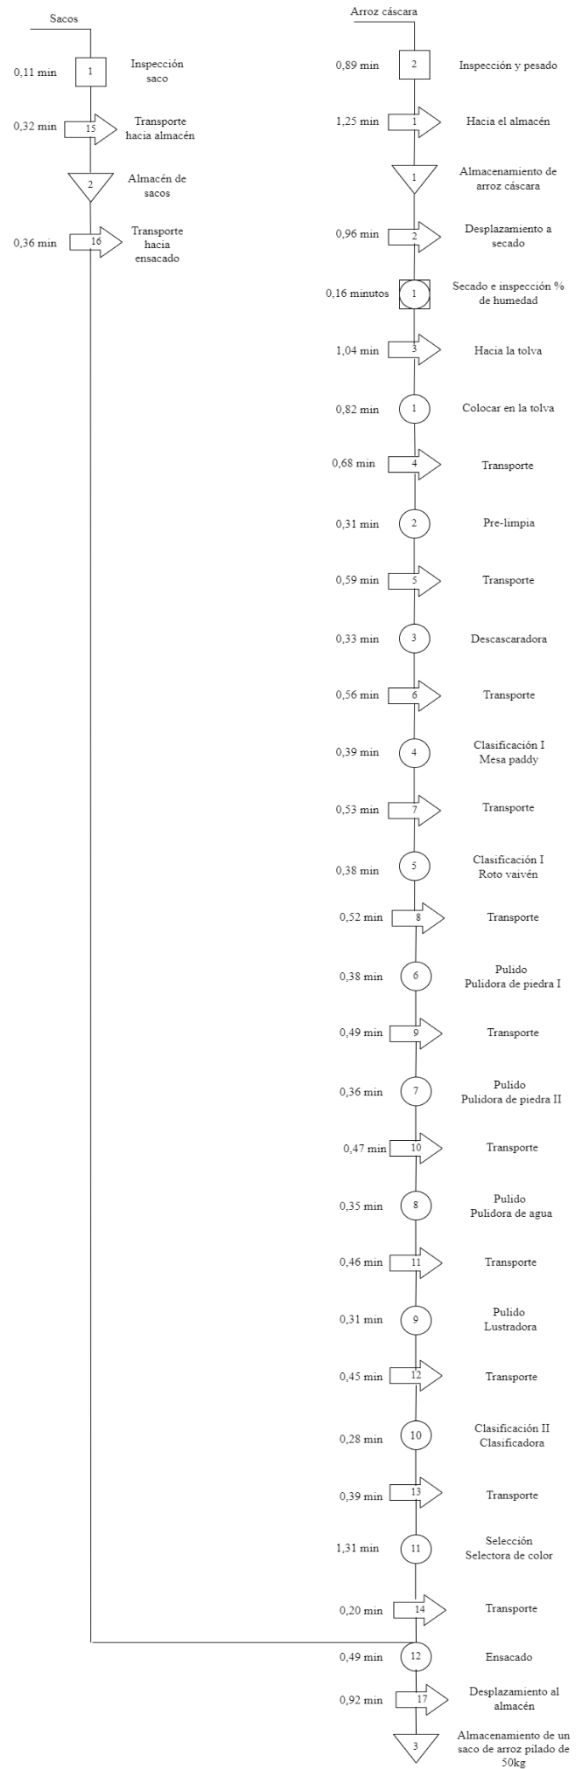 Sacos
0,11 min
1
Inspección
saco
0,32 min
15
Transporte
hacia almacén
2
Almacén de
sacos
0,36 min
16
Transporte
hacia
ensacado
Arroz cáscara
0,89 min
2
Inspección y pesado
1,25 min
1
Hacia el almacén
1
Almacenamiento de
arroz cáscara
0,96 min
2
Desplazamiento a
secado
0,16 minutos
1
Secado e inspección %
de humedad
1,04 min
3
Hacia la tolva
0,82 min
1
Colocar en la tolva
0,68 min
4
Transporte
0,31 min
2
Pre-limpia
0,59 min
5
Transporte
0,33 min
3
Descascaradora
0,56 min
6
Transporte
0,39 min
4
Clasificación I
Mesa paddy
0,53 min
7
Transporte
0,38 min
5
Clasificación I
Roto vaivén
0,52 min
8
Transporte
0,38 min
6
Pulido
Pulidora de piedra I
0,49 min
9
Transporte
0,36 min
7
Pulido
Pulidora de piedra II
0,47 min
10
Transporte
0,35 min
8
Pulido
Pulidora de agua
0,46 min
11
Transporte
0,31 min
9
Pulido
Lustradora
0,45 min
12
Transporte
0,28 min
10
Clasificación II
Clasificadora
0,39 min
13
Transporte
1,31 min
11
Selección
Selectora de color
0,20 min
14
Transporte
0,49 min
12
Ensacado
0,92 min
17
Desplazamiento al
almacén
3
Almacenamiento de un
saco de arroz pilado de
50kg